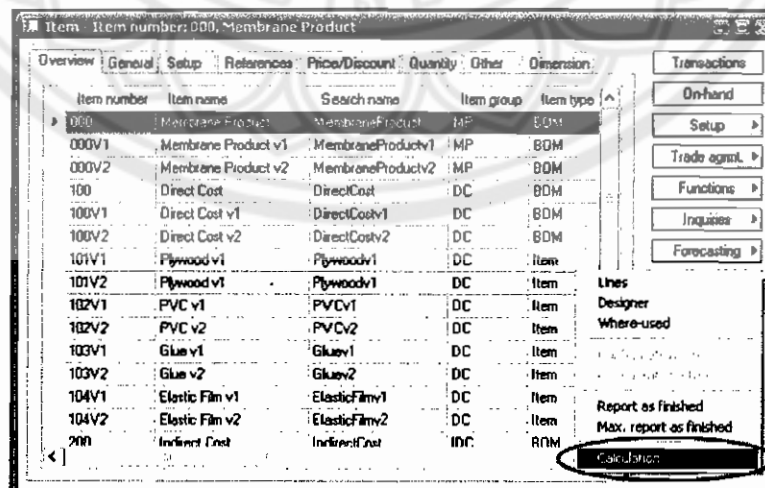 Item - Item number: 000, Membrane Product
Overview General Setup References Price/Discount Quantity Other Dimension
Item number Item name Search name Item group Item type
000 Membrane Product MembraneProduct MP BOM
000V1 Membrane Product v1 MembraneProductv1 MP BOM
000V2 Membrane Product v2 MembraneProductv2 MP BOM
100 Direct Cost DirectCost DC BOM
100V1 Direct Cost v1 DirectCostv1 DC BOM
100V2 Direct Cost v2 DirectCostv2 DC BOM
101V1 Plywood v1 Plywoodv1 DC Item
101V2 Plywood v1 Plywoodv1 DC Item
102V1 PVC v1 PVCv1 DC Item
102V2 PVC v2 PVCv2 DC Item
103V1 Glue v1 Gluev1 DC Item
103V2 Glue v2 Gluev2 DC Item
104V1 Elastic Film v1 ElasticFilmv1 DC Item
104V2 Elastic Film v2 ElasticFilmv2 DC Item
200 Indirect Cost IndirectCost IDC BOM
Transactions
On-hand
Setup
Trade agrmt.
Functions
Inquiries
Forecasting
Lines
Designer
Where-used
Report as finished
Max. report as finished
Calculation